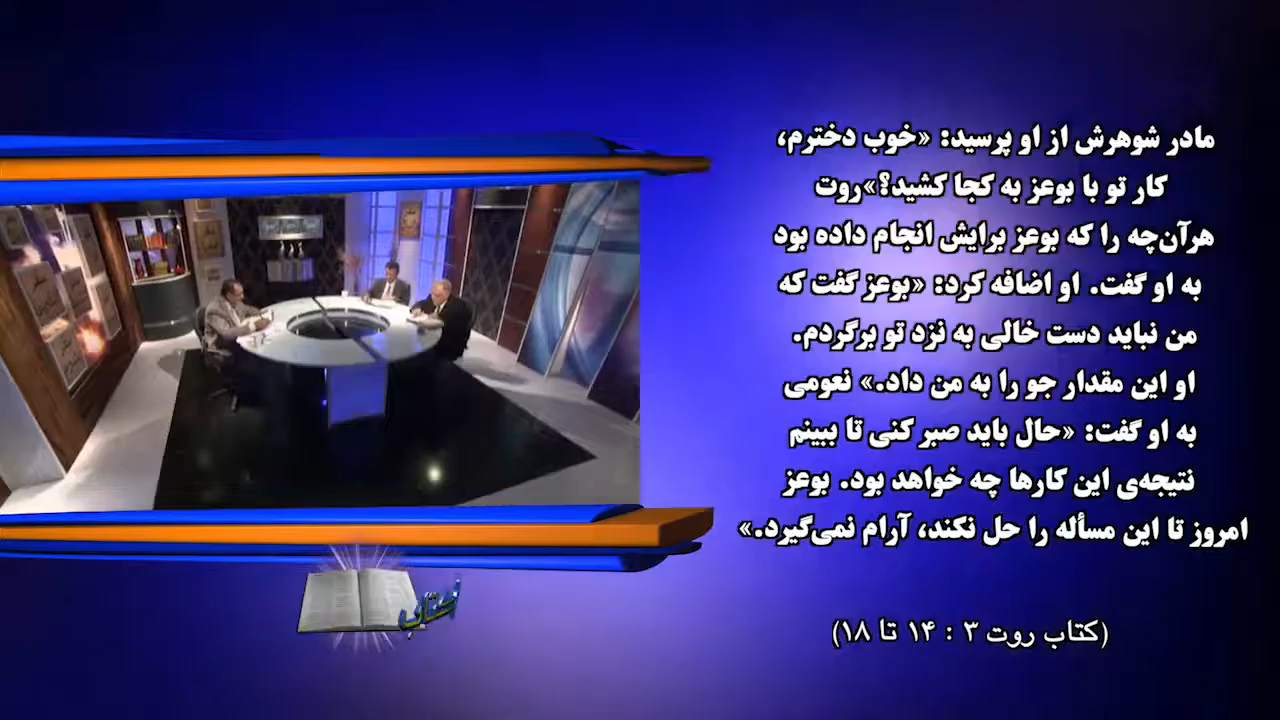 مادر شوهرش از او پرسید: «خوب دخترم،
کار تو با بوعز به کجا کشید؟»روت
هرآن‌چه را که بوعز برایش انجام داده بود
به او گفت. او اضافه کرد: «بوعز گفت که
من نباید دست خالی به نزد تو برگردم.
او این مقدار جو را به من داد.» نعومی
به او گفت: «حال باید صبر کنی تا ببینم
نتیجه‌ی این کارها چه خواهد بود. بوعز
امروز تا این مسأله را حل نکند، آرام نمی‌گیرد.»
(کتاب روت ۳ : ۱۴ تا ۱۸)